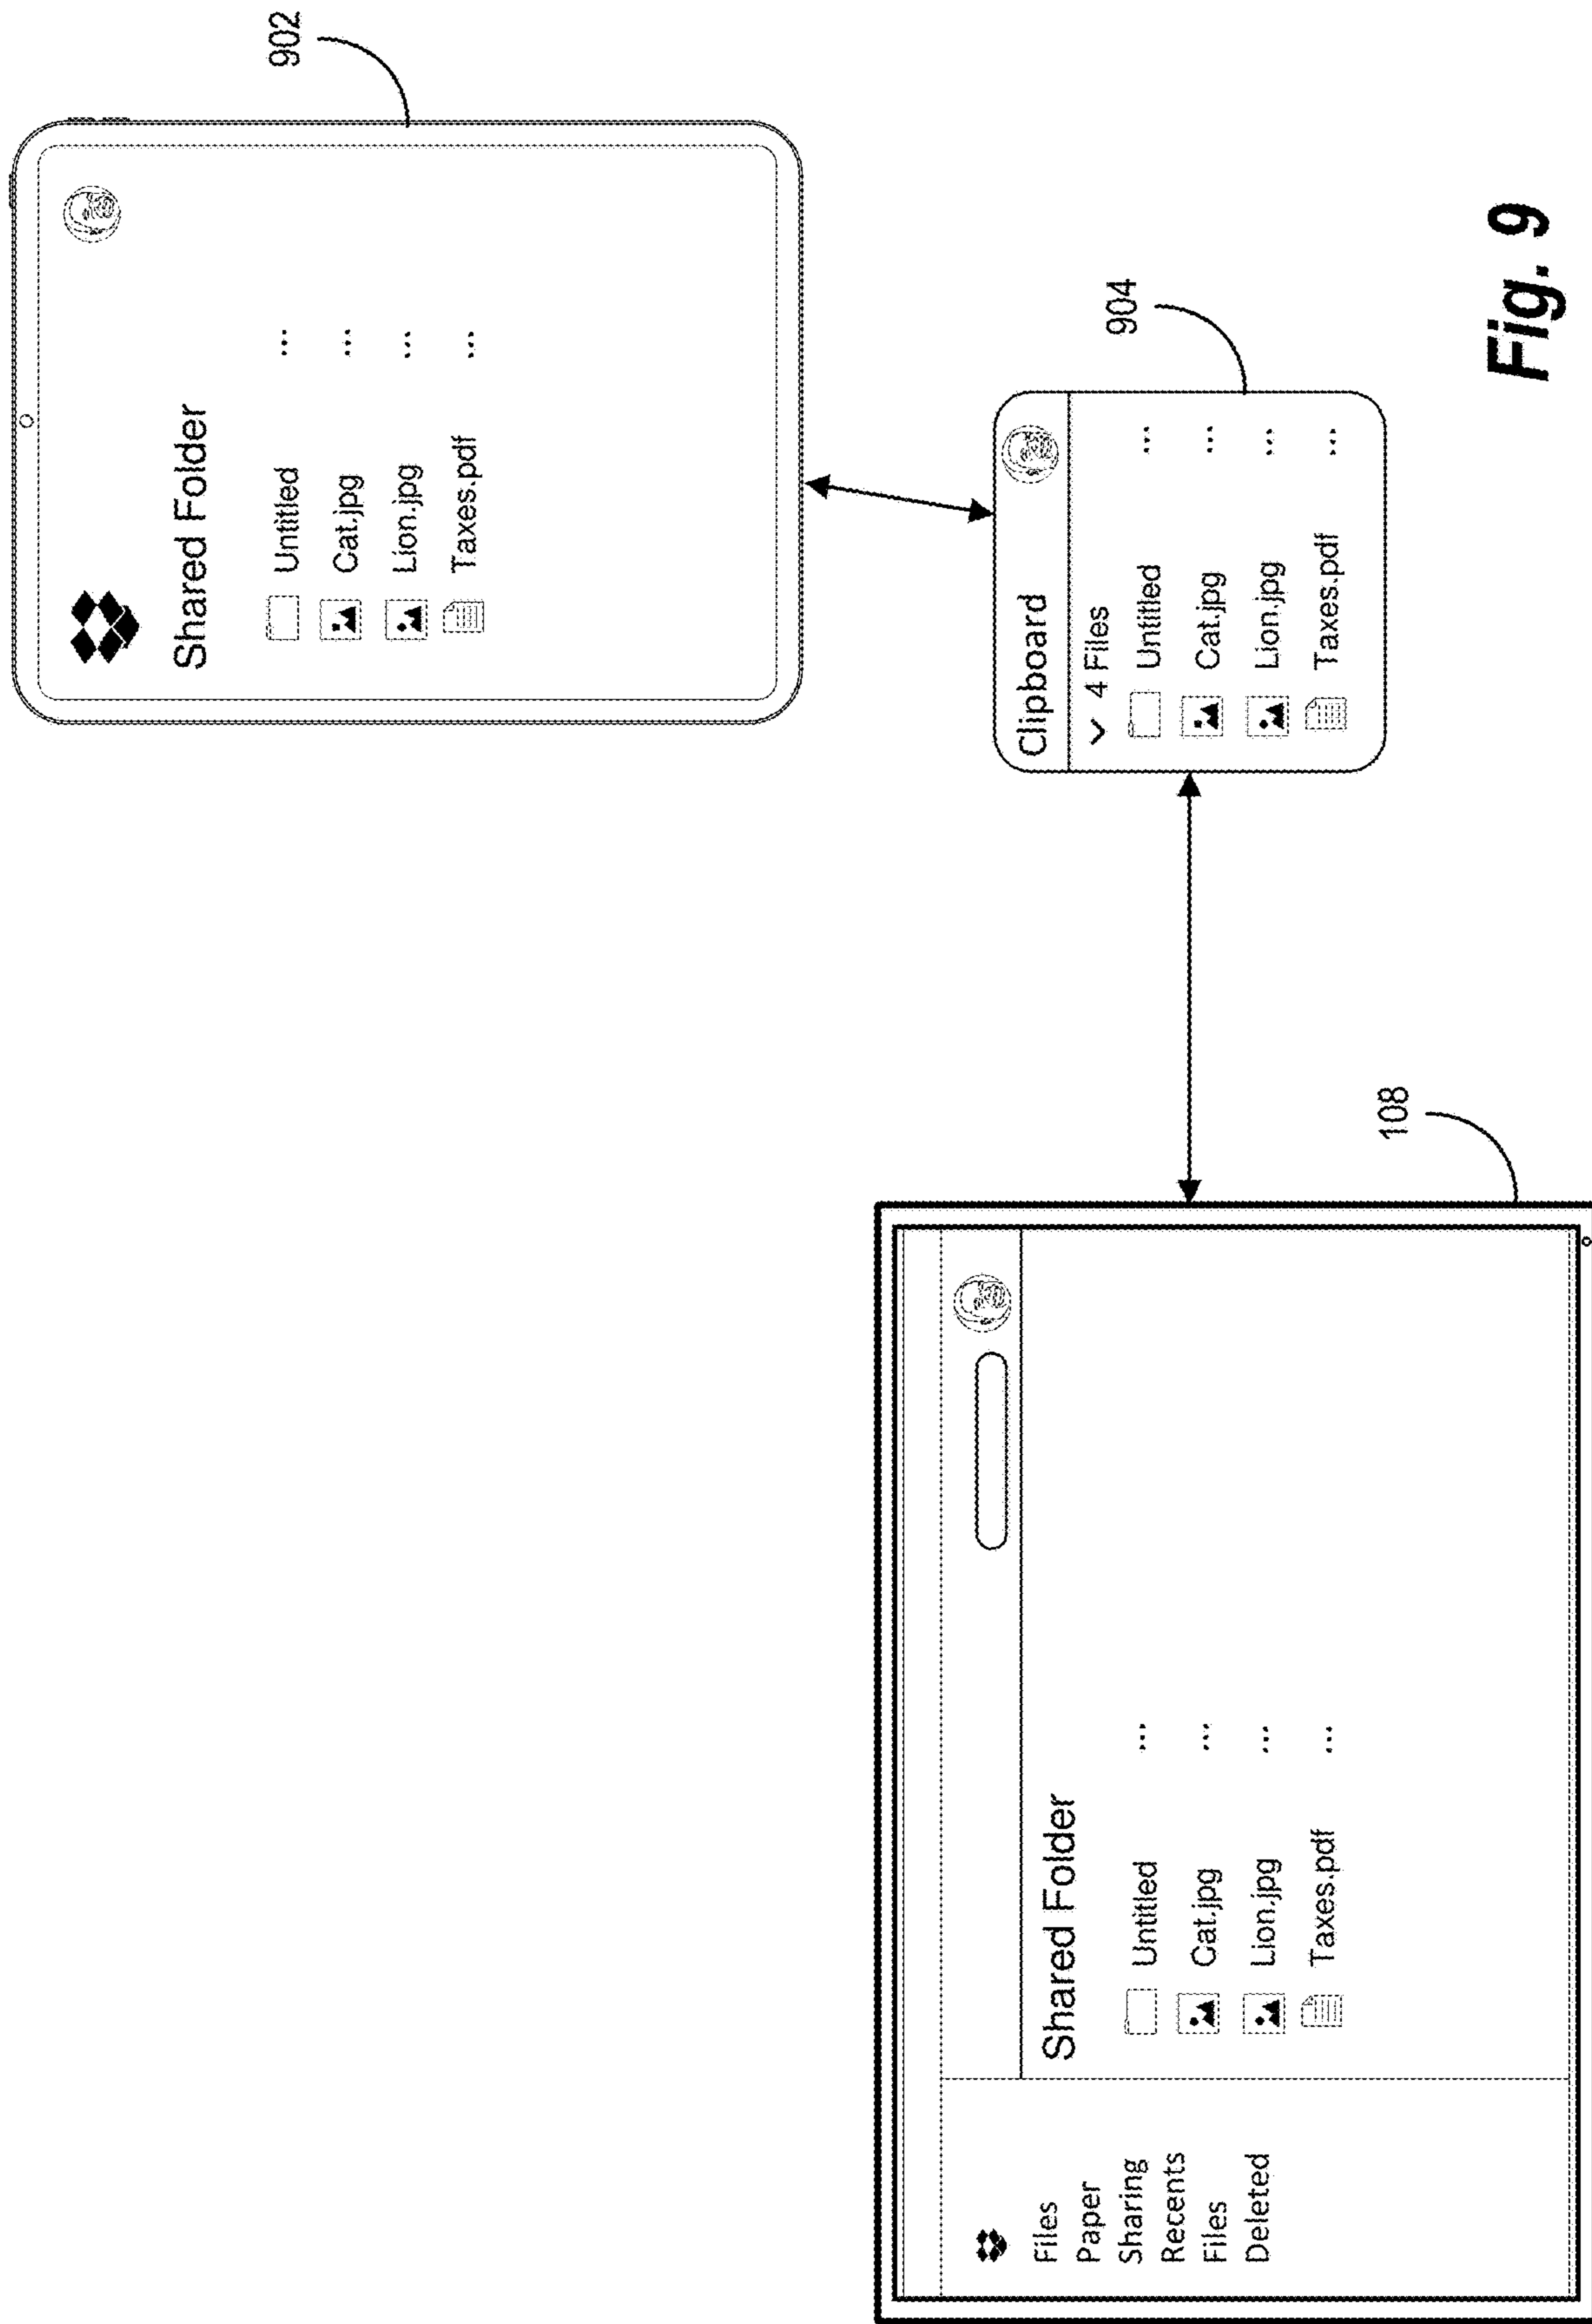 902
Shared Folder
Untitled ...
Cat.jpg ...
Lion.jpg ...
Taxes.pdf ...
904
Clipboard
4 Files
Untitled ...
Cat.jpg ...
Lion.jpg ...
Taxes.pdf ...
108
Files
Paper
Sharing
Recents
Files
Deleted
Shared Folder
Untitled ...
Cat.jpg ...
Lion.jpg ...
Taxes.pdf ...
Fig. 9